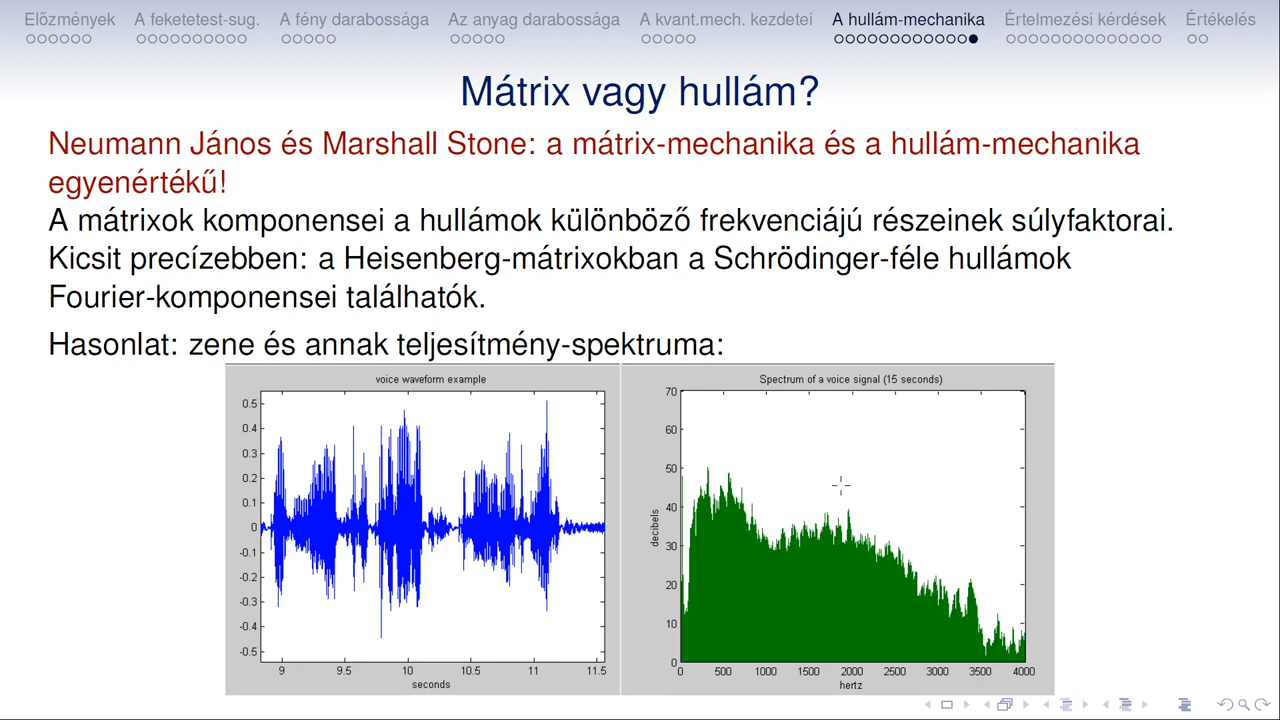 Előzmények A feketetest-sug. A fény darabossága Az anyag darabossága A kvant.mech. kezdetei A hullám-mechanika Értelmezési kérdések Értékelés
Mátrix vagy hullám?
Neumann János és Marshall Stone: a mátrix-mechanika és a hullám-mechanika
egyenértékű!
A mátrixok komponensei a hullámok különböző frekvenciájú részeinek súlyfaktorai.
Kicsit precízebben: a Heisenberg-mátrixokban a Schrödinger-féle hullámok
Fourier-komponensei találhatók.
Hasonlat: zene és annak teljesítmény-spektruma:
voice waveform example
0.5
0.4
0.3
0.2
0.1
0
-0.1
-0.2
-0.3
-0.4
-0.5
9 9.5 10 10.5 11 11.5
seconds
Spectrum of a voice signal (15 seconds)
decibels
70
60
50
40
30
20
10
0
0 500 1000 1500 2000 2500 3000 3500 4000
hertz